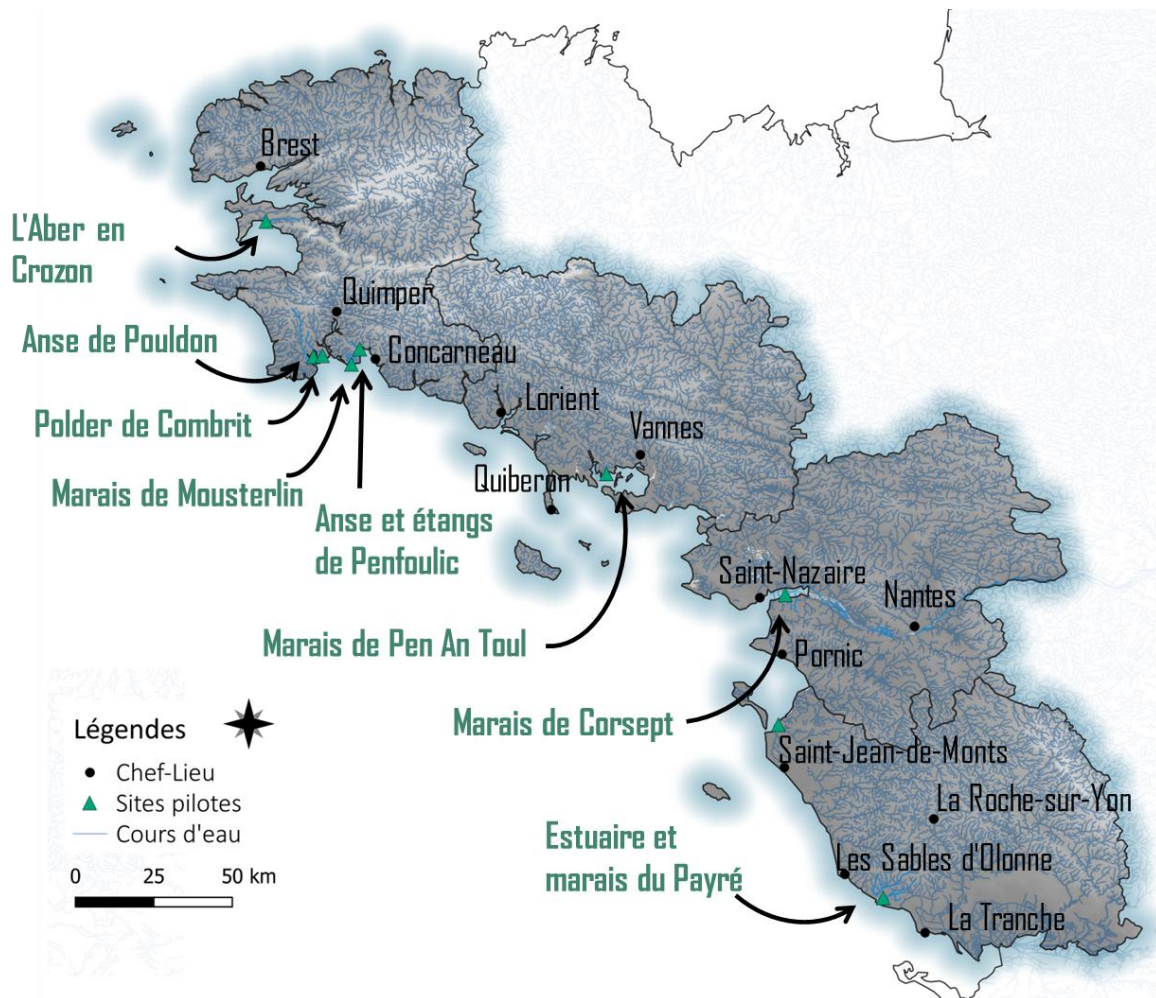 Brest
L'Aber en
Crozon
Quimper
Anse de Pouldon
Concarneau
Polder de Combrit
Lorient
Vannes
Marais de Mousterlin
Quiberon
Anse et étangs
de Penfoulic
Saint-Nazaire
Nantes
Marais de Pen An Toul
Pornic
Marais de Corsept
Légendes
Chef-Lieu
Sites pilotes
Cours d'eau
0 25 50 km
Saint-Jean-de-Monts
La Roche-sur-Yon
Estuaire et
marais du Payré
Les Sables d'Olonne
La Tranche